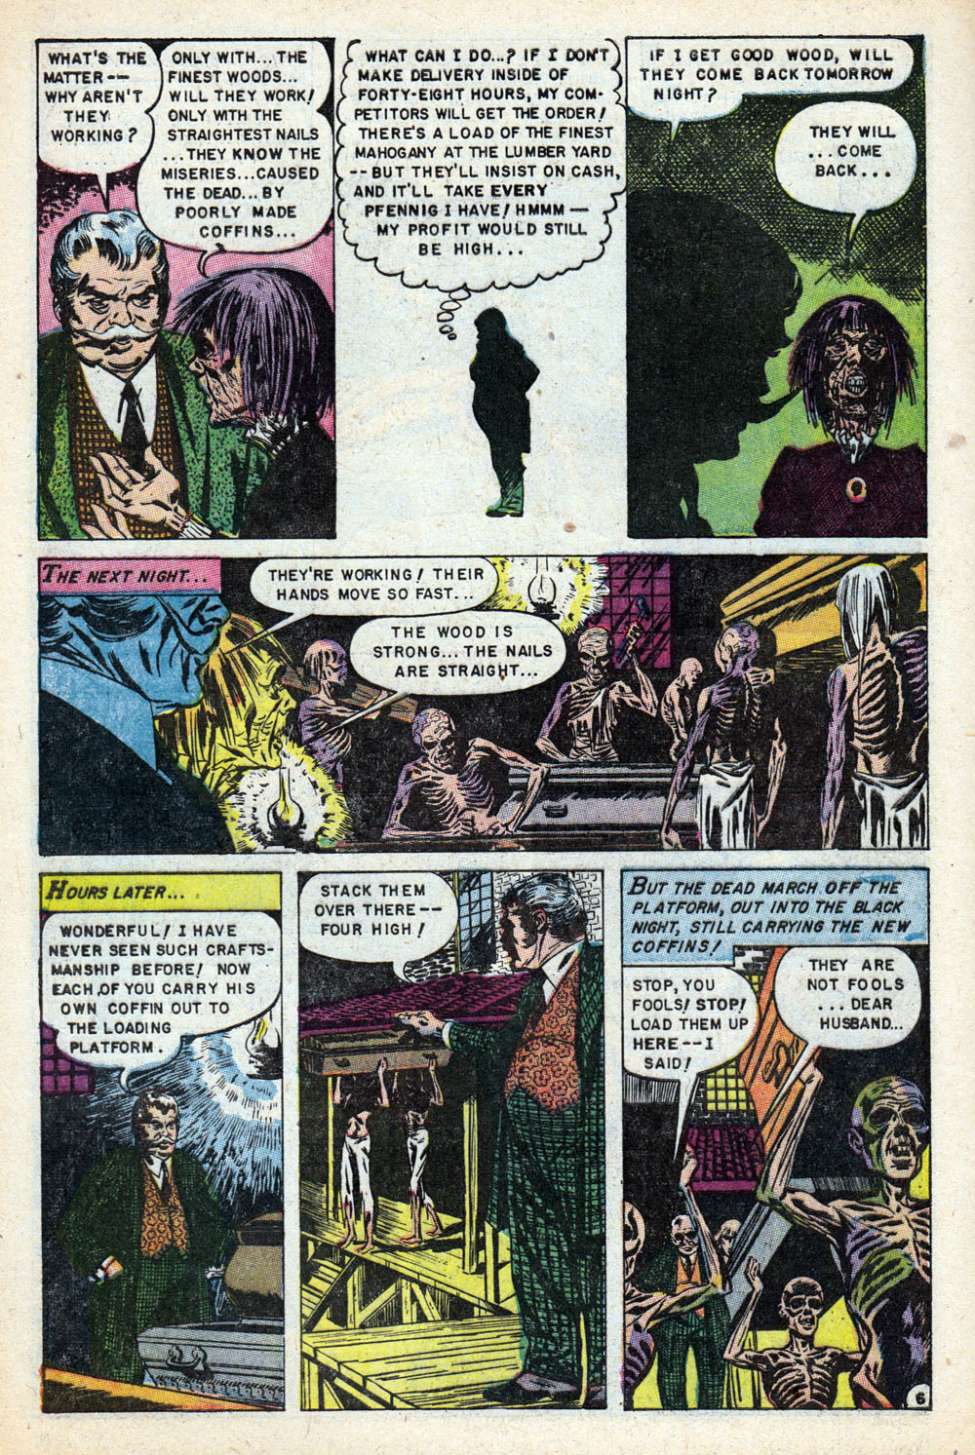 WHAT'S THE
MATTER --
WHY AREN'T
THEY
WORKING?
ONLY WITH... THE
FINEST WOODS...
WILL THEY WORK!
ONLY WITH THE
STRAIGHTEST NAILS
...THEY KNOW THE
MISERIES...CAUSED
THE DEAD...BY
POORLY MADE
COFFINS...
WHAT CAN I DO...? IF I DON'T
MAKE DELIVERY INSIDE OF
FORTY-EIGHT HOURS, MY COM-
PETITORS WILL GET THE ORDER!
THERE'S A LOAD OF THE FINEST
MAHOGANY AT THE LUMBER YARD
-- BUT THEY'LL INSIST ON CASH,
AND IT'LL TAKE EVERY
PFENNIG I HAVE! HMMM --
MY PROFIT WOULD STILL
BE HIGH...
IF I GET GOOD WOOD, WILL
THEY COME BACK TOMORROW
NIGHT?
THEY WILL
...COME
BACK...
THE NEXT NIGHT...
THEY'RE WORKING! THEIR
HANDS MOVE SO FAST...
THE WOOD IS
STRONG...THE NAILS
ARE STRAIGHT...
HOURS LATER...
WONDERFUL! I HAVE
NEVER SEEN SUCH CRAFTS-
MANSHIP BEFORE! NOW
EACH OF YOU CARRY HIS
OWN COFFIN OUT TO
THE LOADING
PLATFORM.
STACK THEM
OVER THERE--
FOUR HIGH!
BUT THE DEAD MARCH OFF THE
PLATFORM, OUT INTO THE BLACK
NIGHT, STILL CARRYING THE NEW
COFFINS!
STOP, YOU
FOOLS! STOP!
LOAD THEM UP
HERE--I
SAID!
THEY ARE
NOT FOOLS
...DEAR
HUSBAND...
6